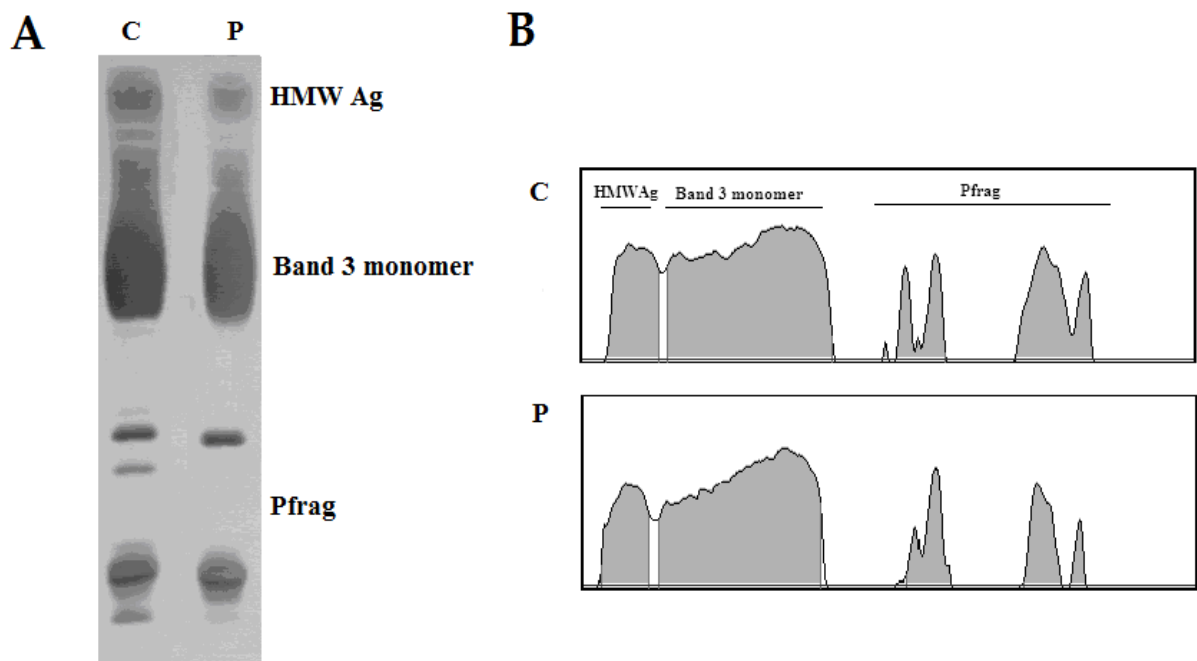 A
C P
HMW Ag
Band 3 monomer
Pfrag
B
C
HMWAg Band 3 monomer Pfrag
P